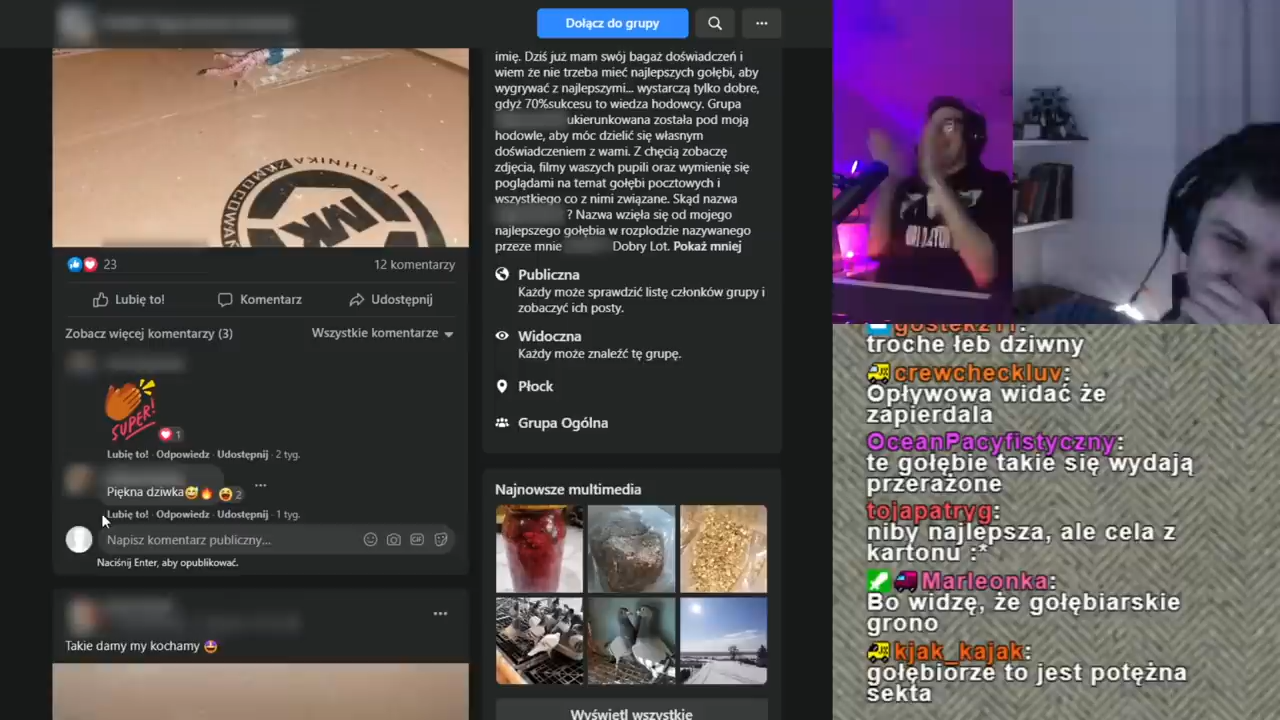 Dołącz do grupy
TECHNIKA ZAMOCOWAŃ
MK
23
12 komentarzy
Lubię to!
Komentarz
Udostępnij
Zobacz więcej komentarzy (3)
Wszystkie komentarze
SUPER!
1
Lubię to! · Odpowiedz · Udostępnij · 2 tyg.
Piękna dziwka
2
Lubię to! · Odpowiedz · Udostępnij · 1 tyg.
Napisz komentarz publiczny...
GIF
Naciśnij Enter, aby opublikować.
Takie damy my kochamy
imię. Dziś już mam swój bagaż doświadczeń i
wiem że nie trzeba mieć najlepszych gołębi, aby
wygrywać z najlepszymi... wystarczą tylko dobre,
gdyż 70%sukcesu to wiedza hodowcy. Grupa
ukierunkowana została pod moją
hodowle, aby móc dzielić się własnym
doświadczeniem z wami. Z chęcią zobaczę
zdjęcia, filmy waszych pupili oraz wymienię się
poglądami na temat gołębi pocztowych i
wszystkiego co z nimi związane. Skąd nazwa
? Nazwa wzięła się od mojego
najlepszego gołębia w rozplodzie nazywanego
przeze mnie Dobry Lot. Pokaż mniej
Publiczna
Każdy może sprawdzić listę członków grupy i
zobaczyć ich posty.
Widoczna
Każdy może znaleźć tę grupę.
Płock
Grupa Ogólna
Najnowsze multimedia
Wyświetl wszystkie
gostek211:
troche łeb dziwny
crewcheckluv:
Opływowa widać że
zapierdala
OceanPacyfistyczny:
te gołębie takie się wydają
przerażone
tojapatryg:
niby najlepsza, ale cela z
kartonu :*
Marleonka:
Bo widzę, że gołębiarskie
grono
kjak_kajak:
gołębiorze to jest potężna
sekta